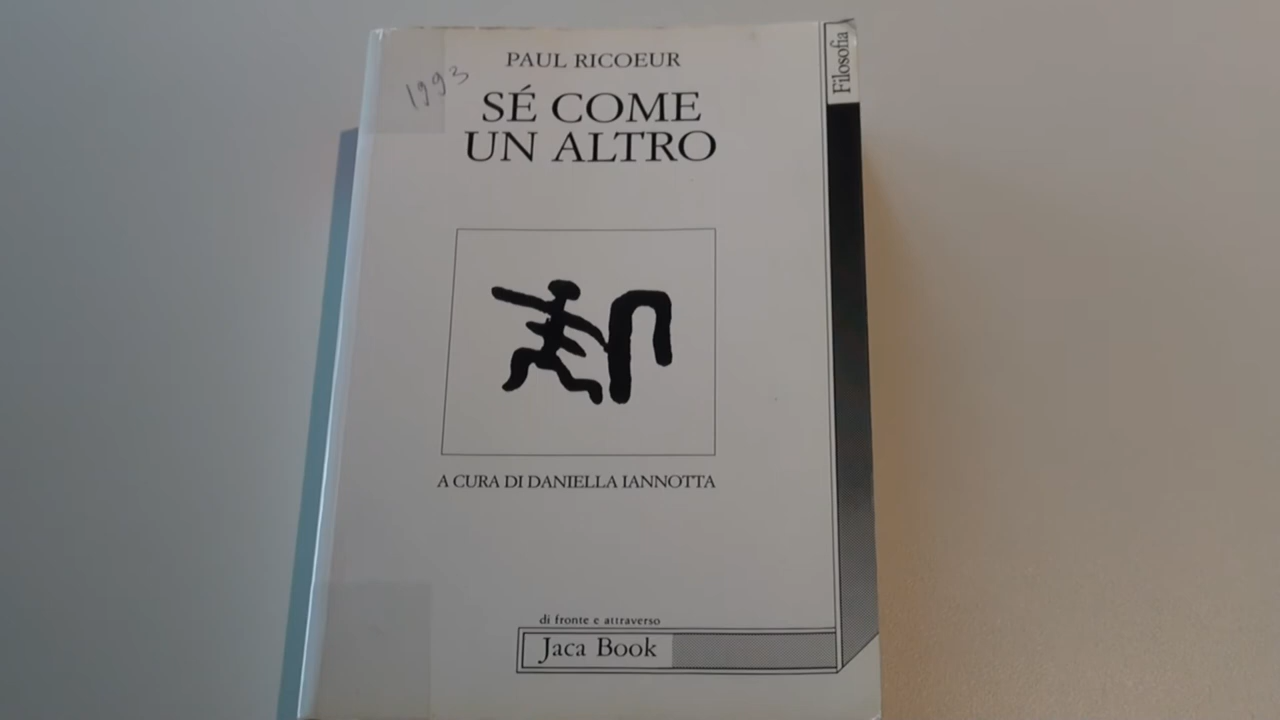 PAUL RICOEUR
1993
SÉ COME
UN ALTRO
Filosofia
A CURA DI DANIELLA IANNOTTA
di fronte e attraverso
Jaca Book